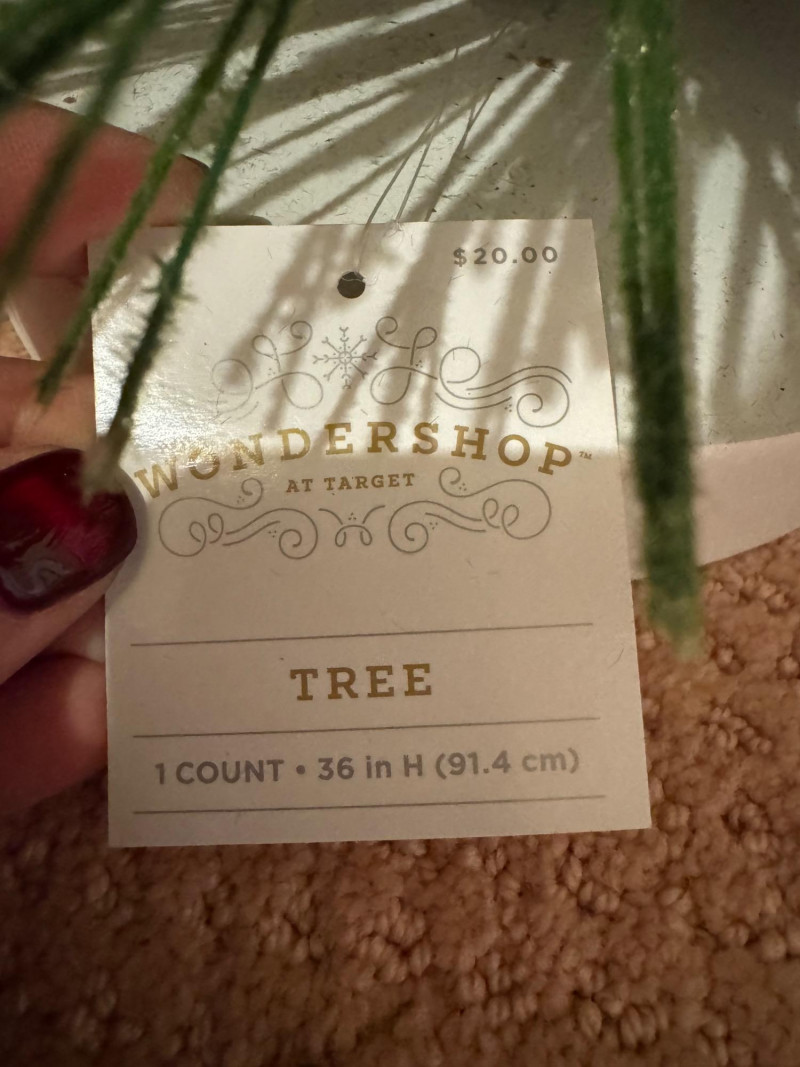 $20.00
WONDERSHOP™
AT TARGET
TREE
1 COUNT • 36 in H (91.4 cm)